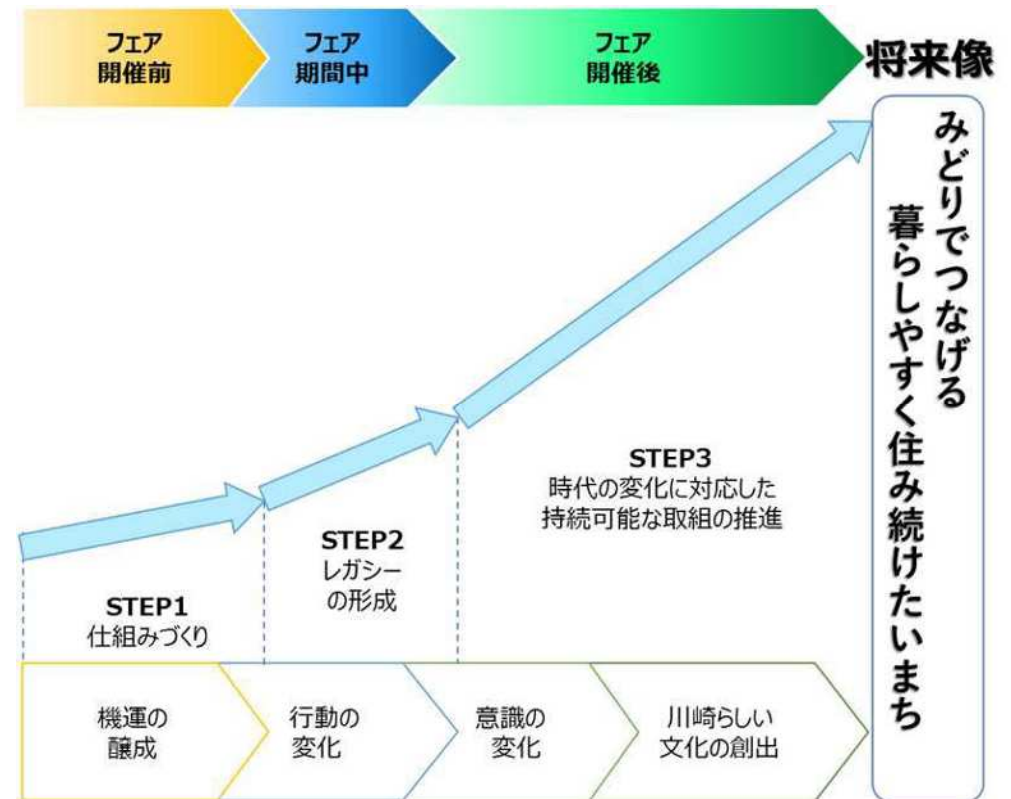 フェア
開催前
フェア
期間中
フェア
開催後
将来像
みどりでつなげる
暮らしやすく住み続けたいまち
STEP1
仕組みづくり
STEP2
レガシー
の形成
STEP3
時代の変化に対応した
持続可能な取組の推進
機運の
醸成
行動の
変化
意識の
変化
川崎らしい
文化の創出